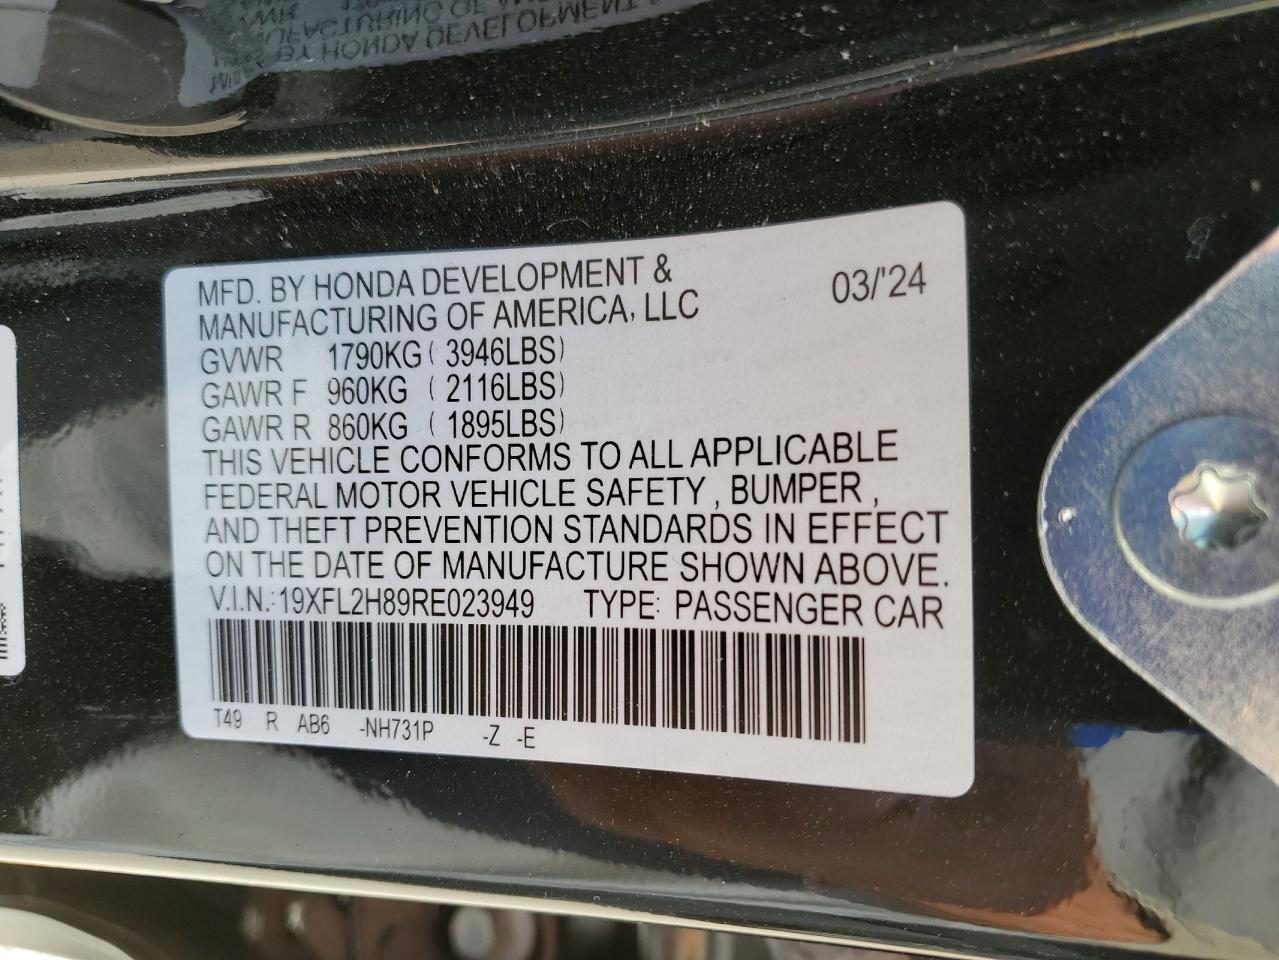 MFD. BY HONDA DEVELOPMENT &
MANUFACTURING OF AMERICA, LLC
03/'24
GVWR 1790KG ( 3946LBS)
GAWR F 960KG ( 2116LBS)
GAWR R 860KG ( 1895LBS)
THIS VEHICLE CONFORMS TO ALL APPLICABLE
FEDERAL MOTOR VEHICLE SAFETY , BUMPER ,
AND THEFT PREVENTION STANDARDS IN EFFECT
ON THE DATE OF MANUFACTURE SHOWN ABOVE.
V.I.N.: 19XFL2H89RE023949 TYPE: PASSENGER CAR
T49 R AB6 -NH731P -Z -E